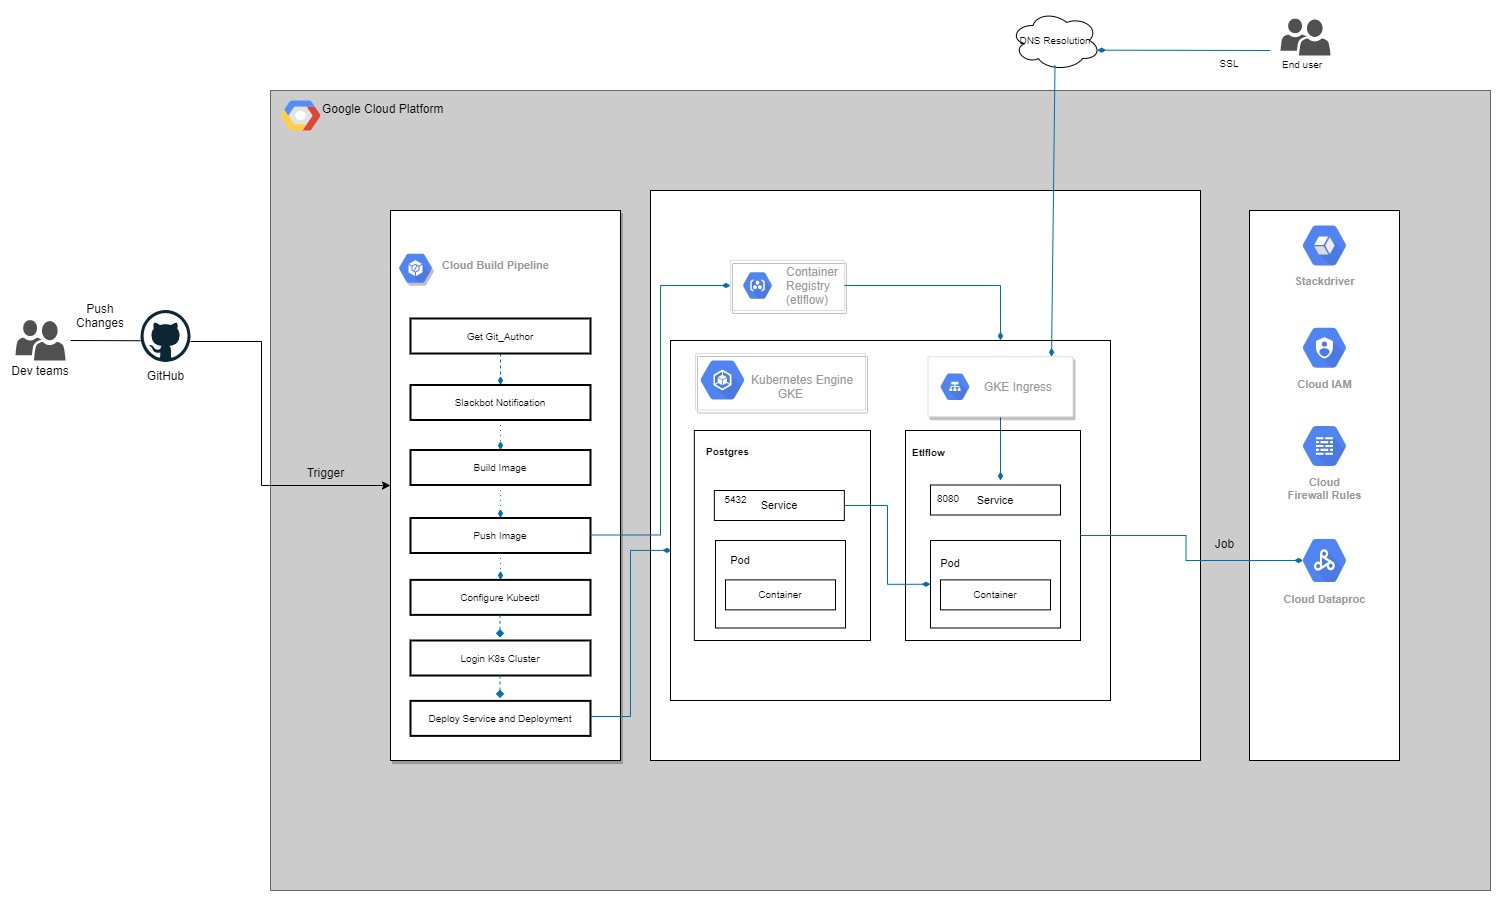 DNS Resolution
SSL
End user
Google Cloud Platform
Push
Changes
Dev teams
GitHub
Trigger
Cloud Build Pipeline
Get Git_Author
Slackbot Notification
Build Image
Push Image
Configure Kubectl
Login K8s Cluster
Deploy Service and Deployment
Container
Registry
(etlflow)
Kubernetes Engine
GKE
GKE Ingress
Postgres
5432 Service
Pod
Container
Etlflow
8080 Service
Pod
Container
Job
Stackdriver
Cloud IAM
Cloud
Firewall Rules
Cloud Dataproc